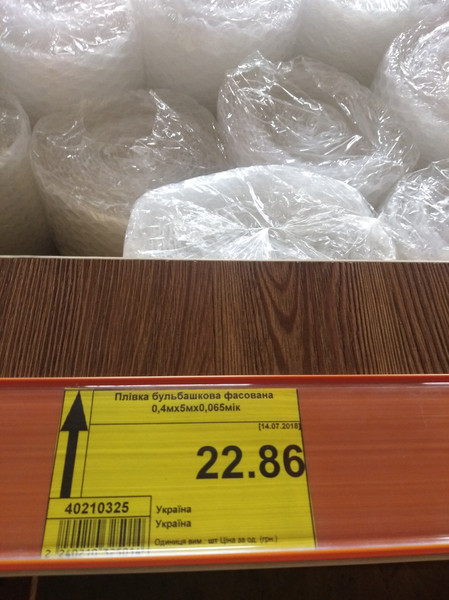 Плівка бульбашкова фасована
0,4мх5мх0,065мік
[14.07.2018]
22.86
40210325
Україна
Україна
Одиниця вим.: шт Ціна за од. (грн.)